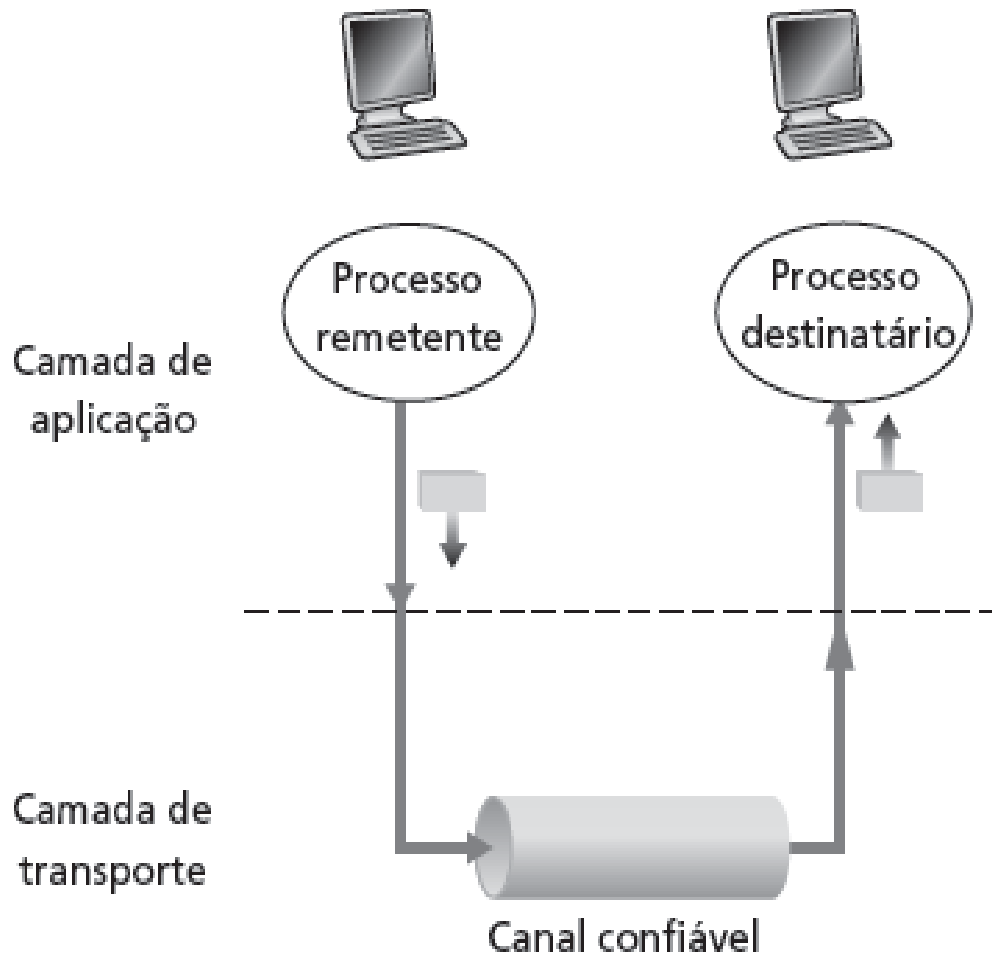 Processo
remetente
Processo
destinatário
Camada de
aplicação
Camada de
transporte
Canal confiável